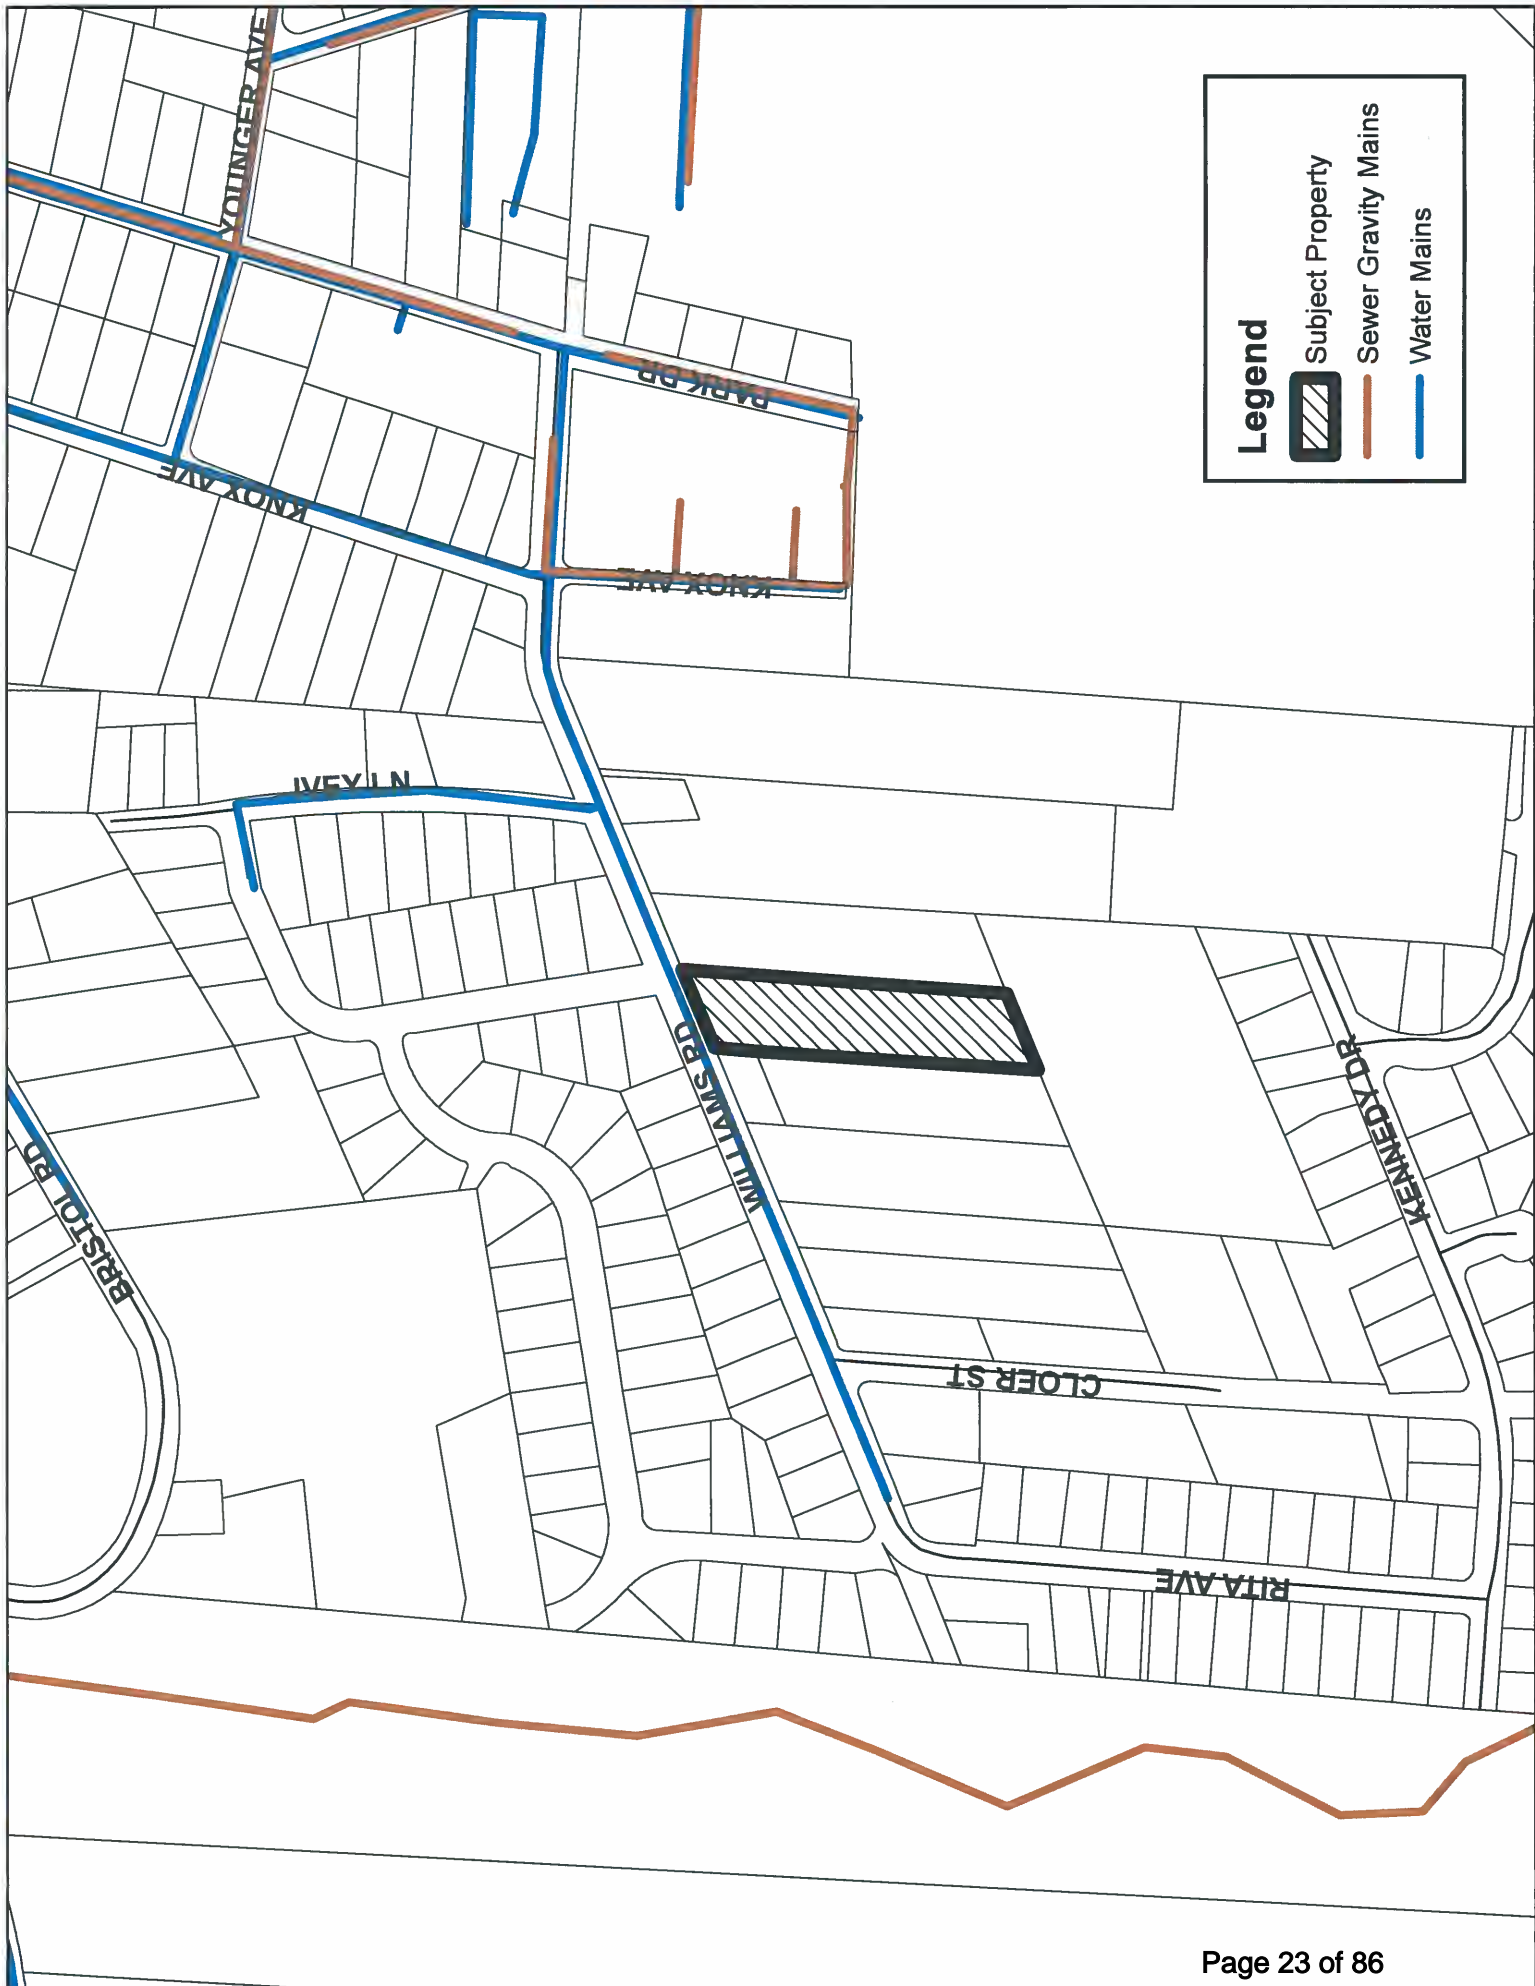 YOUNGER AVE
KNOX AVE
PARK DR
KNOX AVE
IVEY LN
WILLIAMS RD
BRISTOL RD
KENNEDY DR
CLOER ST
RITA AVE
Legend
Subject Property
Sewer Gravity Mains
Water Mains
Page 23 of 86